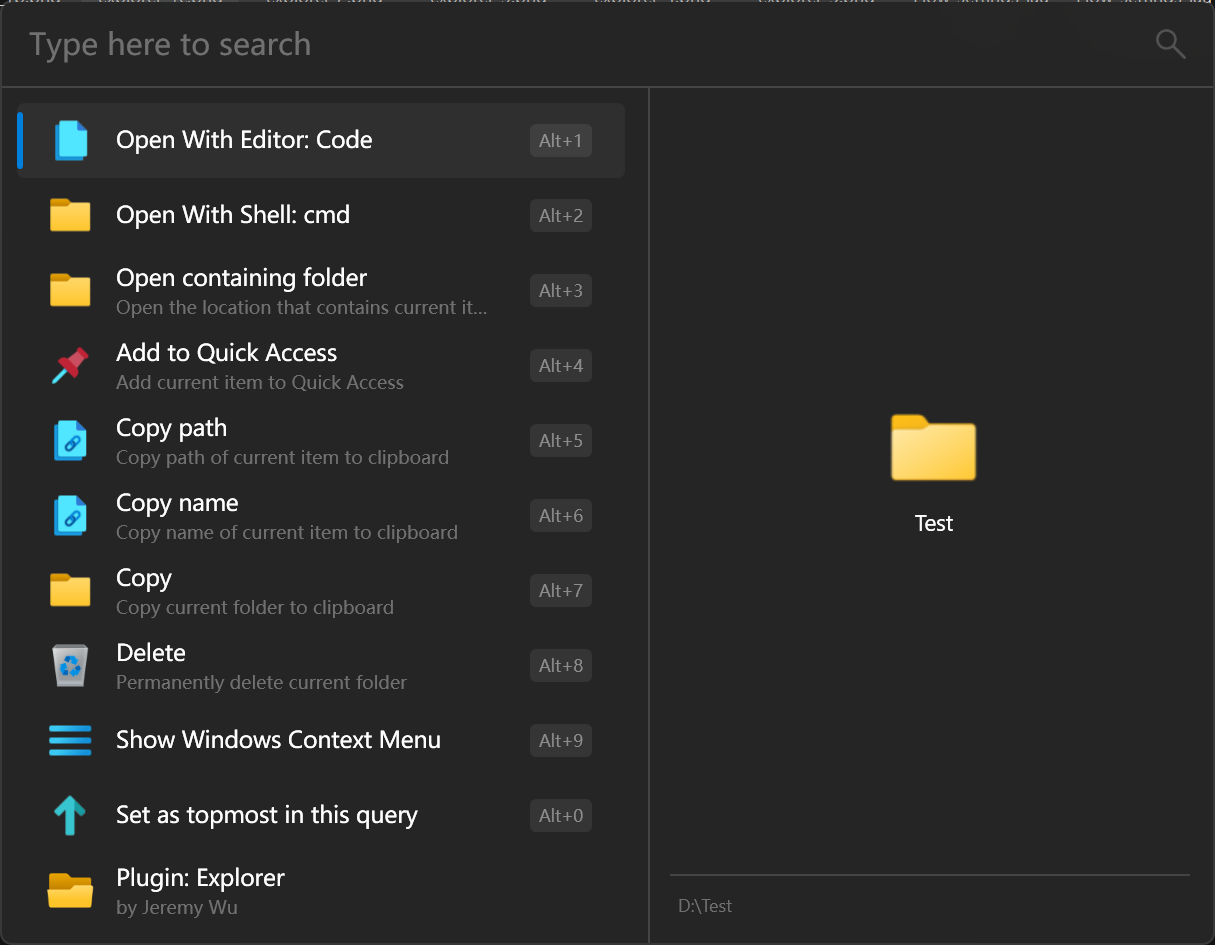 Type here to search
Open With Editor: Code
Alt+1
Open With Shell: cmd
Alt+2
Open containing folder
Open the location that contains current it...
Alt+3
Add to Quick Access
Add current item to Quick Access
Alt+4
Copy path
Copy path of current item to clipboard
Alt+5
Copy name
Copy name of current item to clipboard
Alt+6
Copy
Copy current folder to clipboard
Alt+7
Delete
Permanently delete current folder
Alt+8
Show Windows Context Menu
Alt+9
Set as topmost in this query
Alt+0
Plugin: Explorer
by Jeremy Wu
Test
D:\Test